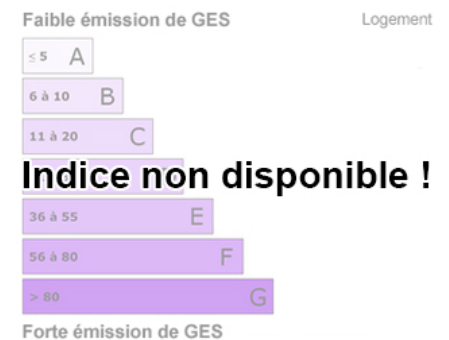 Faible émission de GES
Logement
≤ 5 A
6 à 10 B
11 à 20 C
Indice non disponible !
36 à 55 E
56 à 80 F
> 80 G
Forte émission de GES